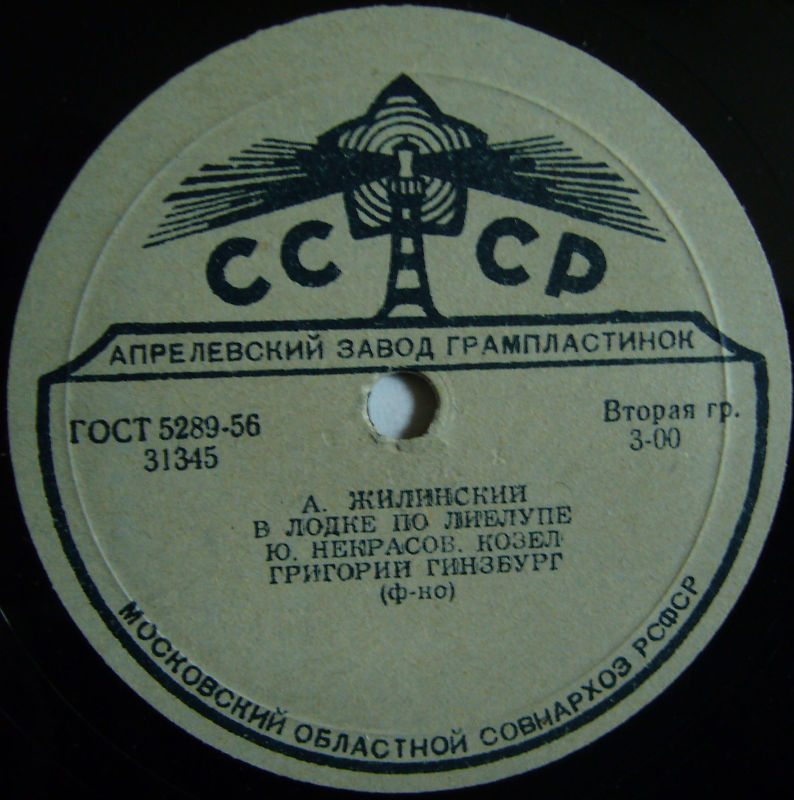 СССР
АПРЕЛЕВСКИЙ ЗАВОД ГРАМПЛАСТИНОК
ГОСТ 5289-56
31345
Вторая гр.
3-00
А. ЖИЛИНСКИЙ
В ЛОДКЕ ПО ЛИЕЛУПЕ
Ю. НЕКРАСОВ. КОЗЕЛ
ГРИГОРИЙ ГИНЗБУРГ
(ф-но)
МОСКОВСКИЙ ОБЛАСТНОЙ СОВНАРХОЗ РСФСР